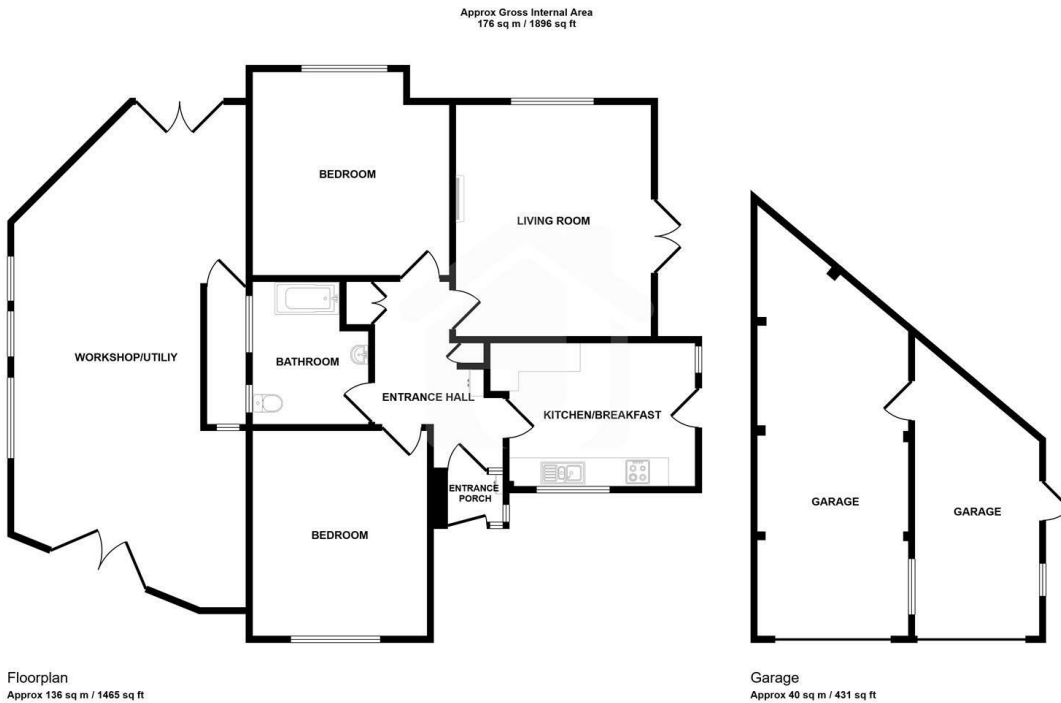 Approx Gross Internal Area
176 sq m / 1896 sq ft
BEDROOM
LIVING ROOM
WORKSHOP/UTILIY
BATHROOM
ENTRANCE HALL
KITCHEN/BREAKFAST
ENTRANCE
PORCH
BEDROOM
GARAGE
GARAGE
Floorplan
Approx 136 sq m / 1465 sq ft
Garage
Approx 40 sq m / 431 sq ft